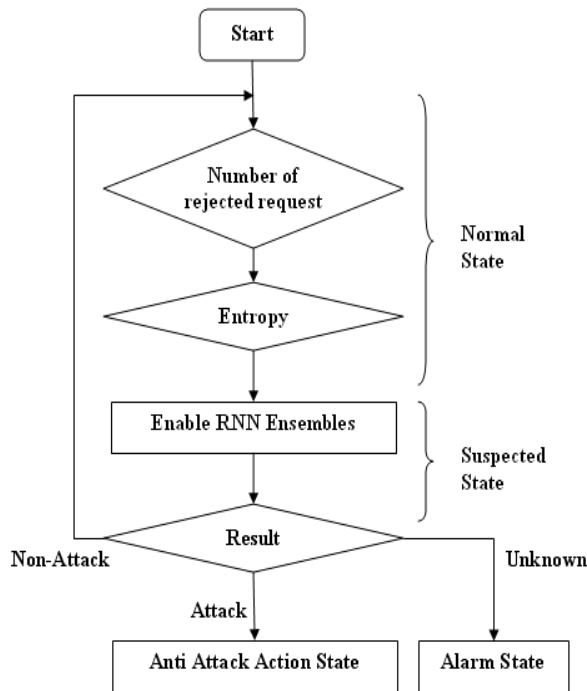 Start
Number of
rejected request
Normal
State
Entropy
Enable RNN Ensembles
Suspected
State
Result
Non-Attack
Unknown
Attack
Anti Attack Action State
Alarm State